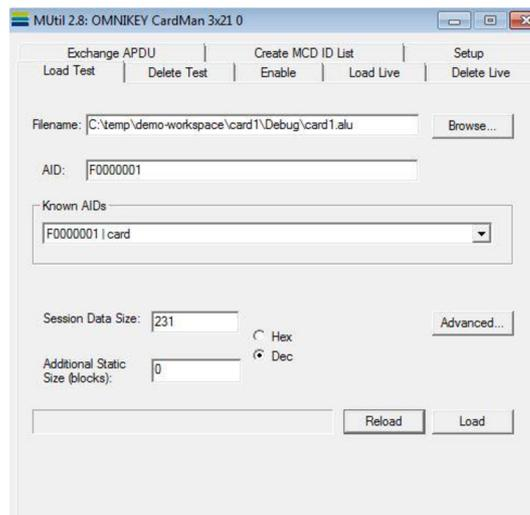 MUtil 2.8: OMNIKEY CardMan 3x21 0
Exchange APDU Create MCD ID List Setup
Load Test Delete Test Enable Load Live Delete Live
Filename: C:\temp\demo-workspace\card1\Debug\card1.alu Browse...
AID: F0000001
Known AIDs
F0000001 | card
Session Data Size: 231 Advanced...
Hex
Dec
Additional Static
Size (blocks): 0
Reload Load